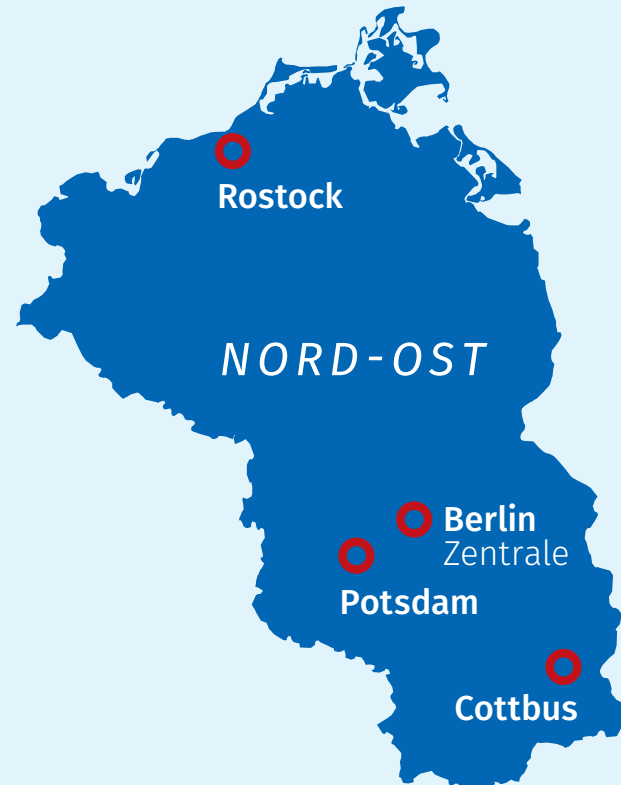 Rostock
NORD-OST
Berlin
Zentrale
Potsdam
Cottbus